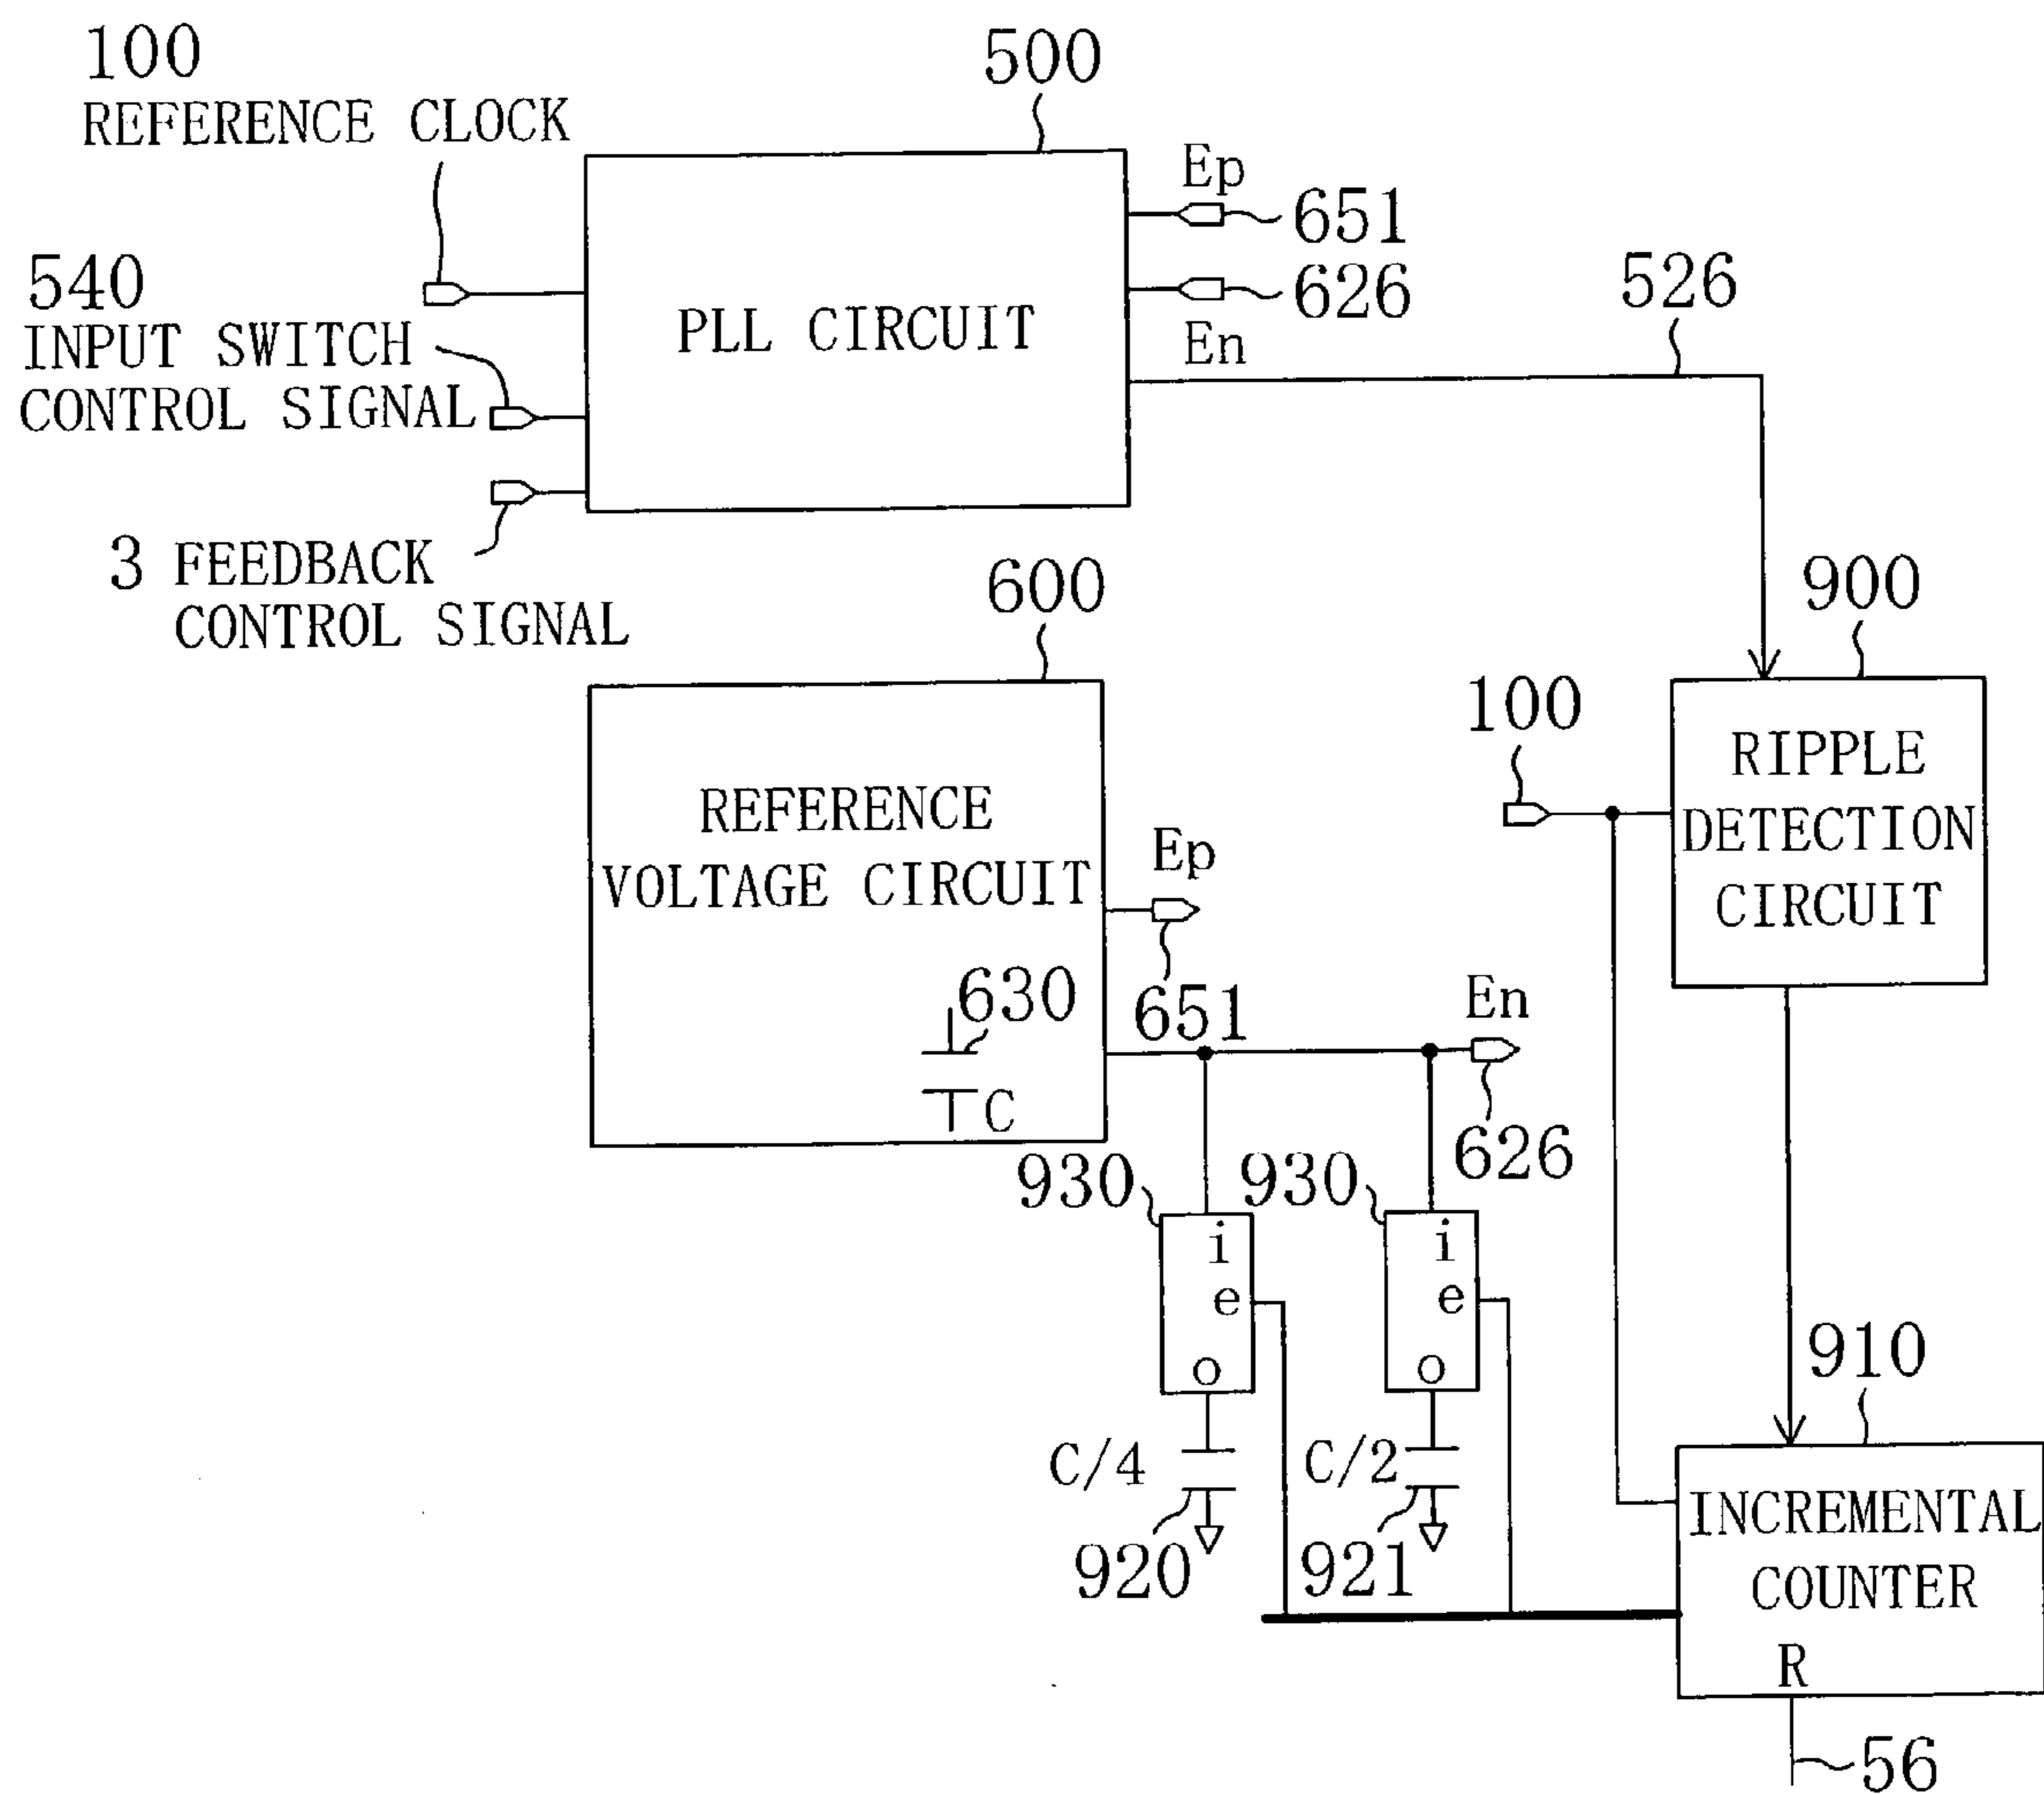 100
REFERENCE CLOCK
500
Ep
651
540
INPUT SWITCH
CONTROL SIGNAL
626
En
PLL CIRCUIT
526
3 FEEDBACK
CONTROL SIGNAL
600
900
100
RIPPLE
DETECTION
CIRCUIT
REFERENCE
VOLTAGE CIRCUIT
Ep
651
630
C
En
626
930
930
i
e
o
i
e
o
910
C/4
920
C/2
921
INCREMENTAL
COUNTER
R
56